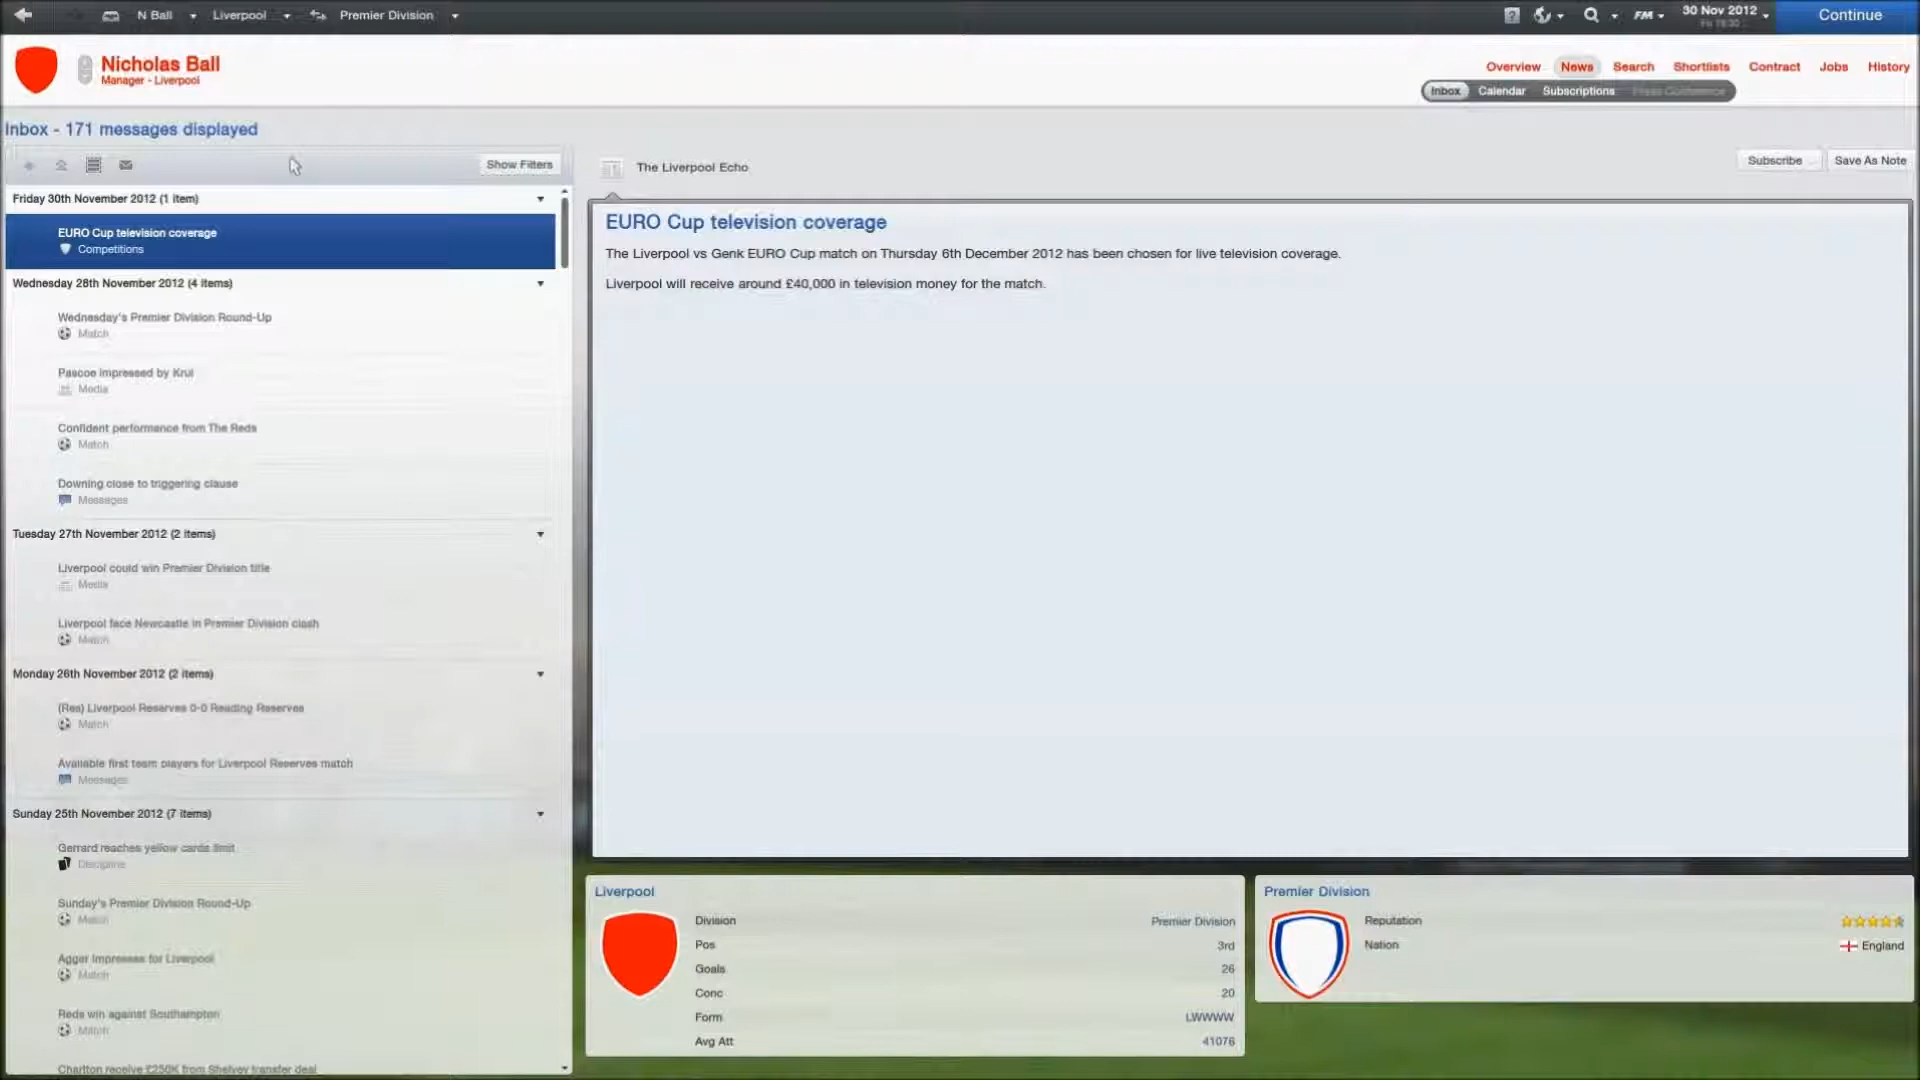 N Ball
Liverpool
Premier Division
FM
30 Nov 2012
Continue
Nicholas Ball
Manager - Liverpool
Overview
News
Search
Shortlists
Contract
Jobs
History
Inbox
Calendar
Subscriptions
Press Conference
Inbox - 171 messages displayed
Show Filters
The Liverpool Echo
Subscribe
Save As Note
Friday 30th November 2012 (1 item)
EURO Cup television coverage
Competitions
Wednesday 28th November 2012 (4 items)
Wednesday's Premier Division Round-Up
Match
Pascoe impressed by Krul
Media
Confident performance from The Reds
Match
Downing close to triggering clause
Messages
Tuesday 27th November 2012 (2 items)
Liverpool could win Premier Division title
Media
Liverpool face Newcastle in Premier Division clash
Match
Monday 26th November 2012 (2 items)
(Res) Liverpool Reserves 0-0 Reading Reserves
Match
Available first team players for Liverpool Reserves match
Messages
Sunday 25th November 2012 (7 items)
Gerrard reaches yellow cards limit
Discipline
Sunday's Premier Division Round-Up
Match
Agger impresses for Liverpool
Match
Reds win against Southampton
Match
Charlton receive £250K from Shelvey transfer deal
EURO Cup television coverage
The Liverpool vs Genk EURO Cup match on Thursday 6th December 2012 has been chosen for live television coverage.
Liverpool will receive around £40,000 in television money for the match.
Liverpool
Division Premier Division
Pos 3rd
Goals 26
Conc 20
Form LWWWW
Avg Att 41076
Premier Division
Reputation
Nation England